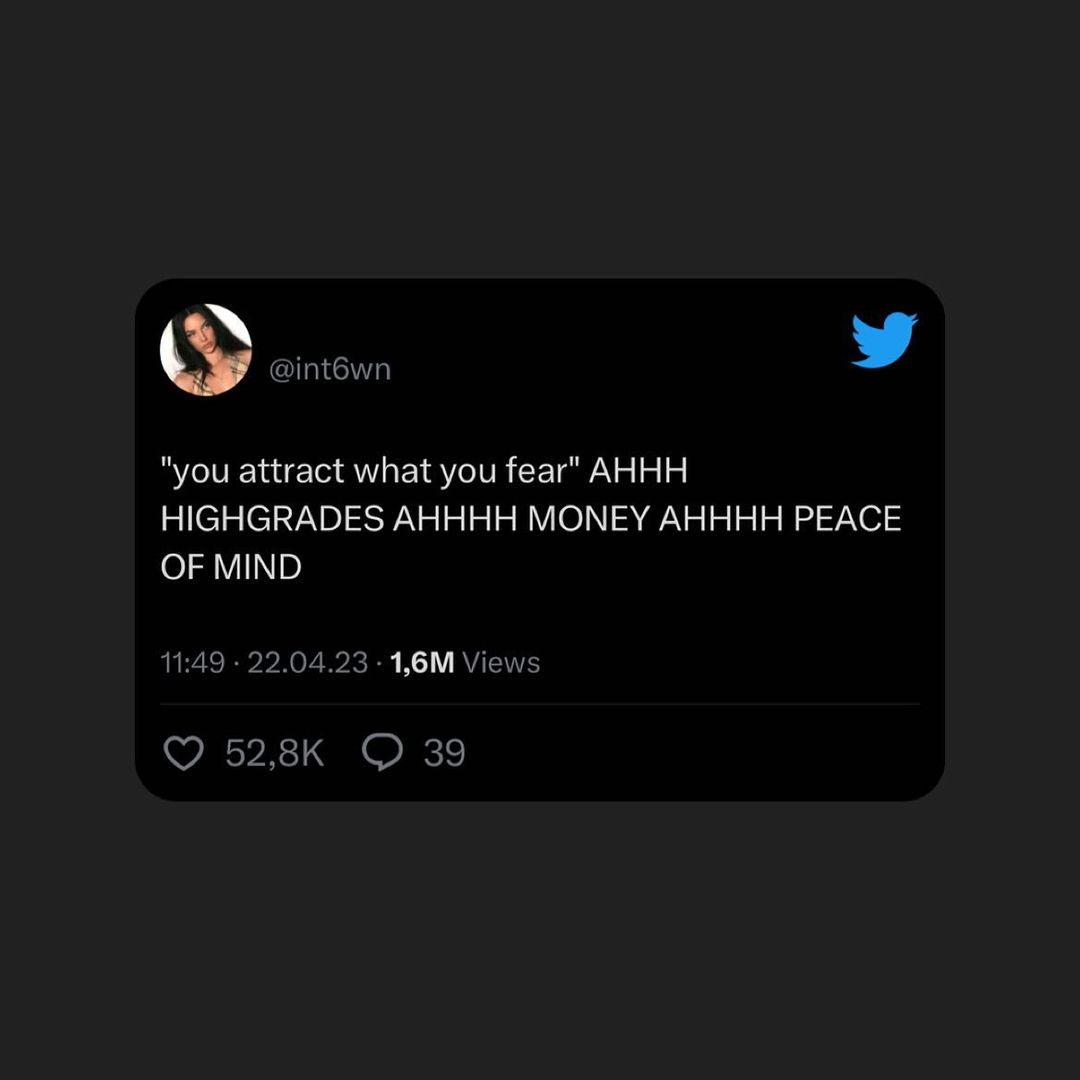 @int6wn
"you attract what you fear" AHHH
HIGHGRADES AHHHH MONEY AHHHH PEACE
OF MIND
11:49 · 22.04.23 · 1,6M Views
52,8K 39